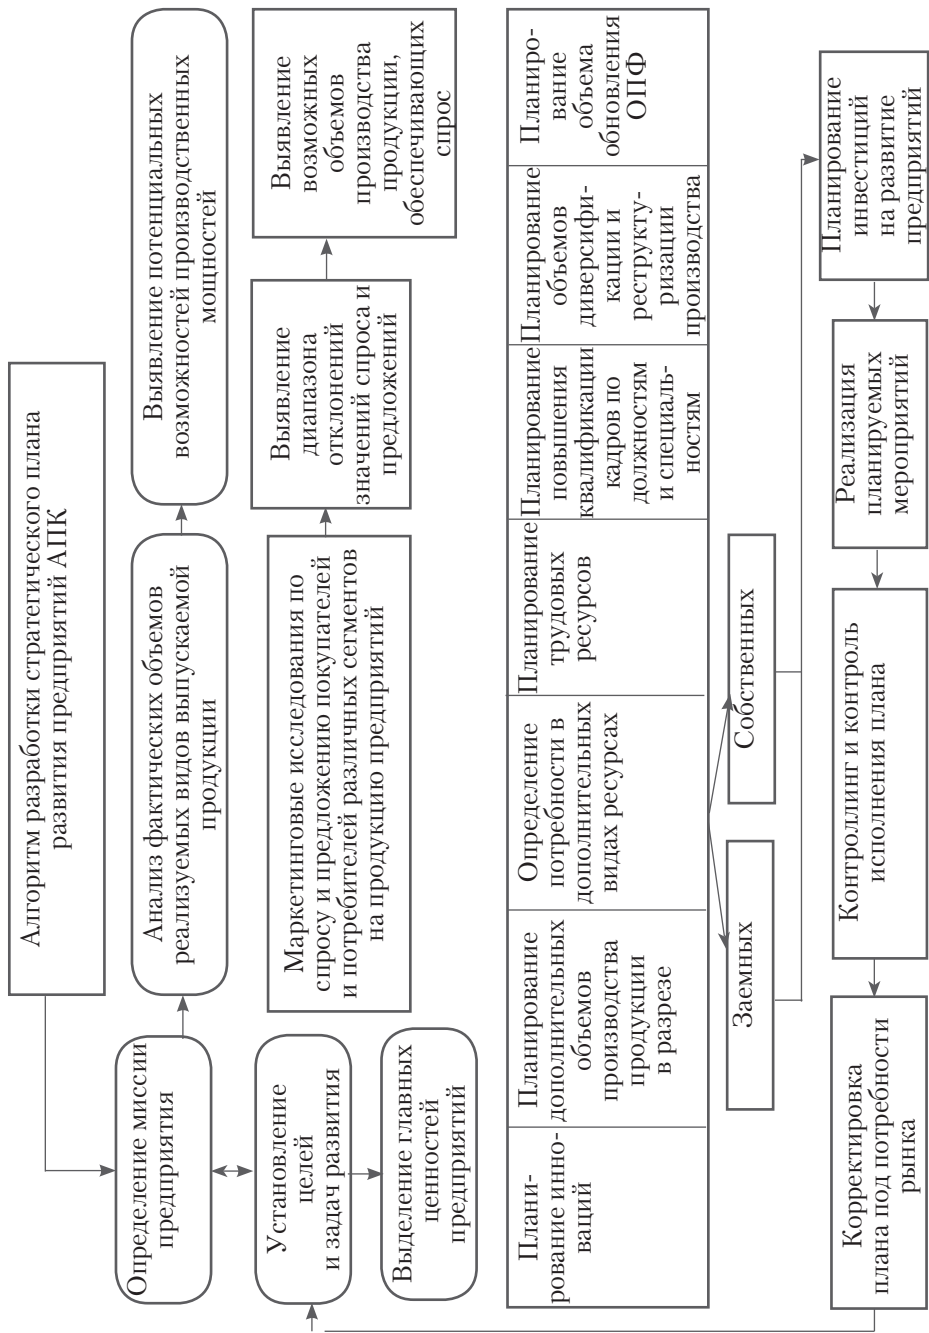 Алгоритм разработки стратегического плана
развития предприятий АПК
Определение миссии
предприятия
Анализ фактических объемов
реализуемых видов выпускаемой
продукции
Выявление потенциальных
возможностей производственных
мощностей
Установление
целей
и задач развития
Выделение главных
ценностей
предприятий
Маркетинговые исследования по
спросу и предложению покупателей
и потребителей различных сегментов
на продукцию предприятий
Выявление
диапазона
отклонений
значений спроса и
предложений
Выявление
возможных
объемов
производства
продукции,
обеспечивающих
спрос
Плани-
рование инно-
ваций
Планирование
дополнительных
объемов
производства
продукции
в разрезе
Определение
потребности в
дополнительных
видах ресурсах
Планирование
трудовых
ресурсов
Планирование
повышения
квалификации
кадров по
должностям
и специаль-
ностям
Планирование
объемов
диверсифи-
кации и
реструкту-
ризации
производства
Планиро-
вание
объема
обновления
ОПФ
Заемных
Собственных
Планирование
инвестиций
на развитие
предприятий
Реализация
планируемых
мероприятий
Контроллинг и контроль
исполнения плана
Корректировка
плана под потребности
рынка